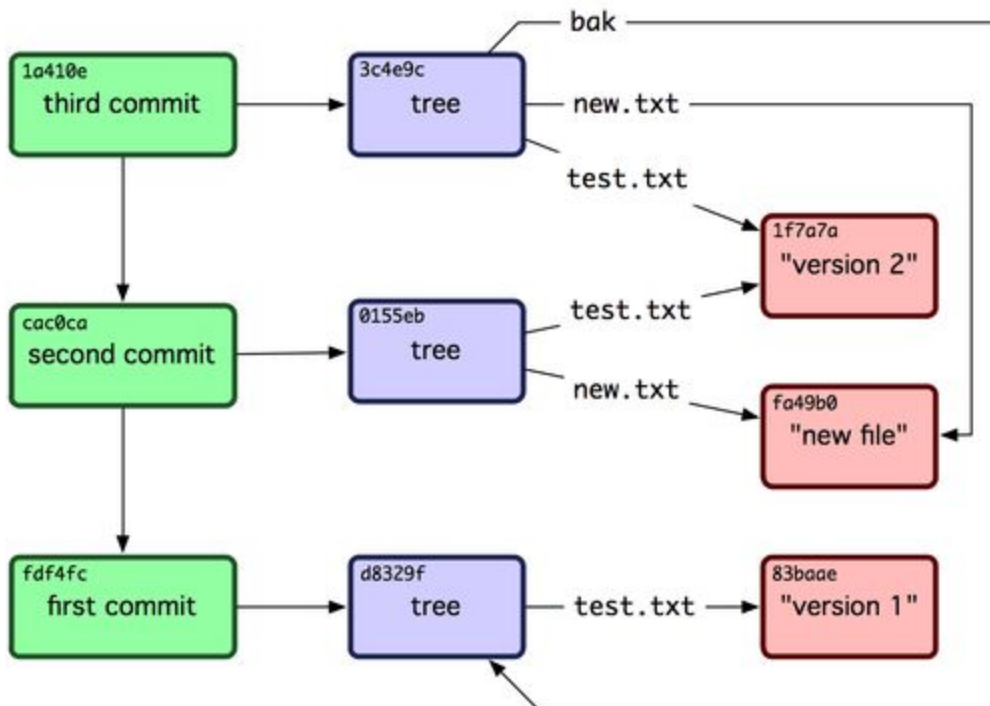 bak
1a410e
third commit
3c4e9c
tree
new.txt
test.txt
1f7a7a
"version 2"
cac0ca
second commit
0155eb
tree
test.txt
new.txt
fa49b0
"new file"
fdf4fc
first commit
d8329f
tree
test.txt
83baae
"version 1"